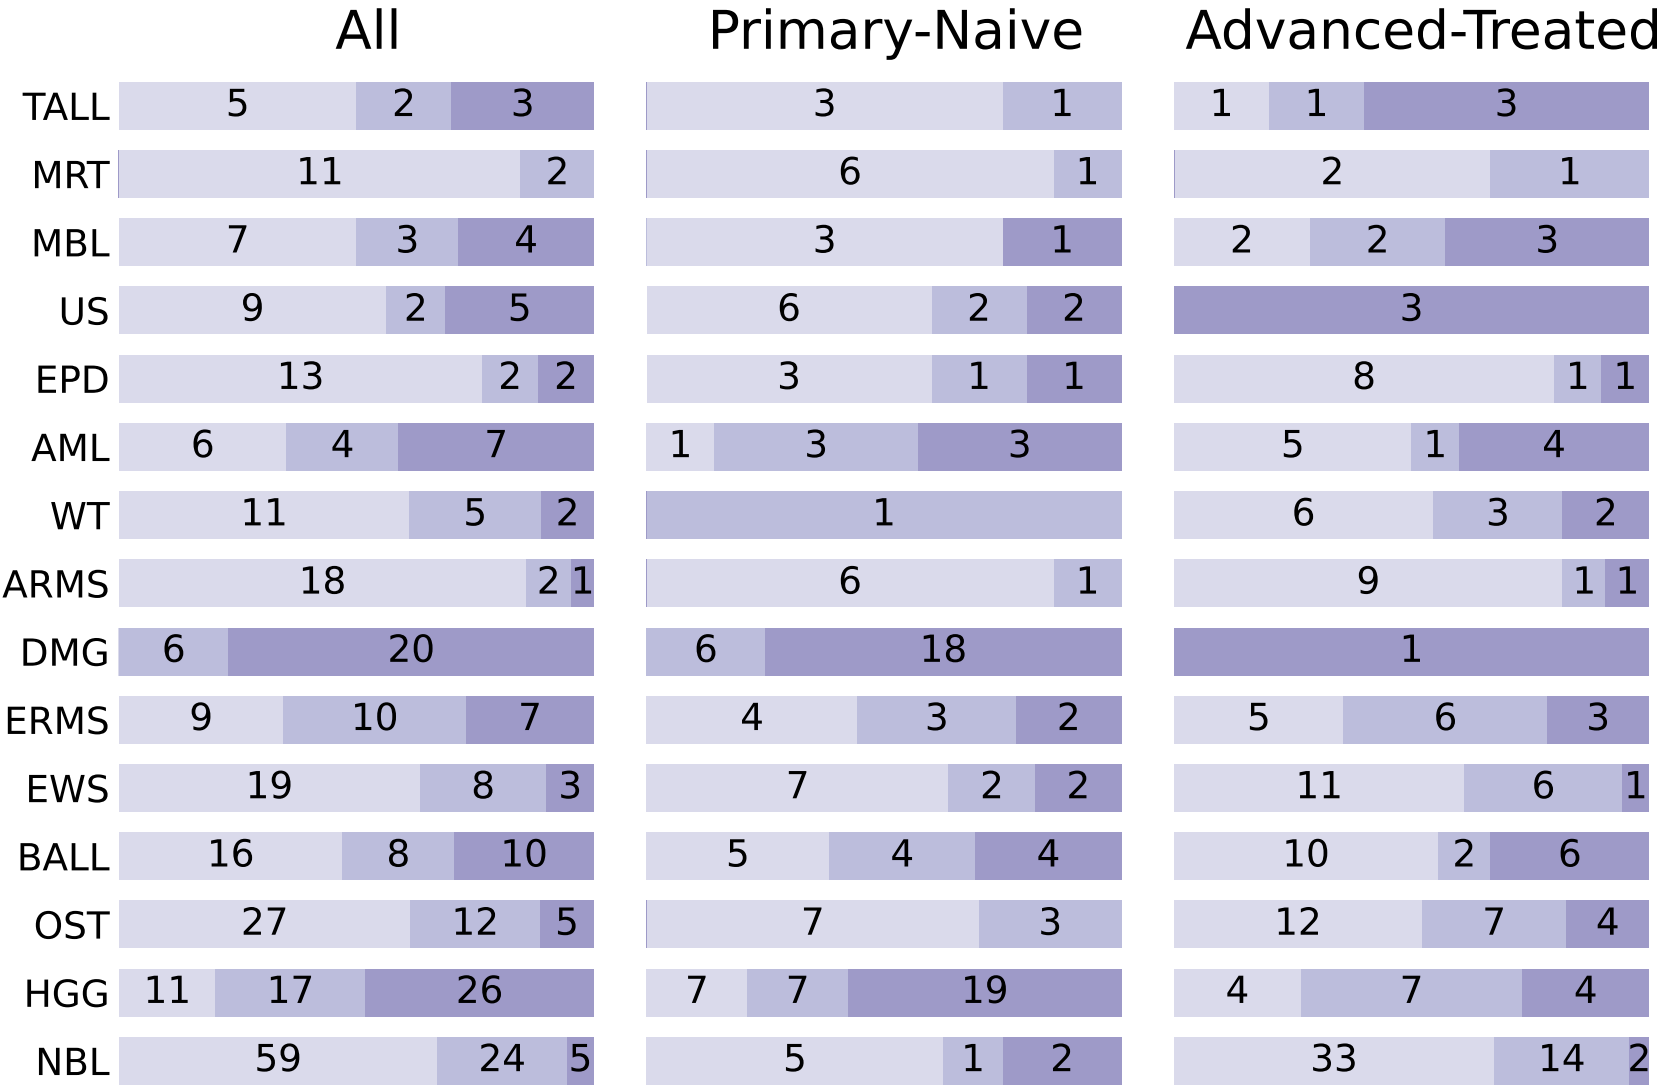 All Primary-Naive Advanced-Treated
TALL 5 2 3 3 1 1 1 3
MRT 11 2 6 1 2 1
MBL 7 3 4 3 1 2 2 3
US 9 2 5 6 2 2 3
EPD 13 2 2 3 1 1 8 1 1
AML 6 4 7 1 3 3 5 1 4
WT 11 5 2 1 6 3 2
ARMS 18 2 1 6 1 9 1 1
DMG 6 20 6 18 1
ERMS 9 10 7 4 3 2 5 6 3
EWS 19 8 3 7 2 2 11 6 1
BALL 16 8 10 5 4 4 10 2 6
OST 27 12 5 7 3 12 7 4
HGG 11 17 26 7 7 19 4 7 4
NBL 59 24 5 5 1 2 33 14 2